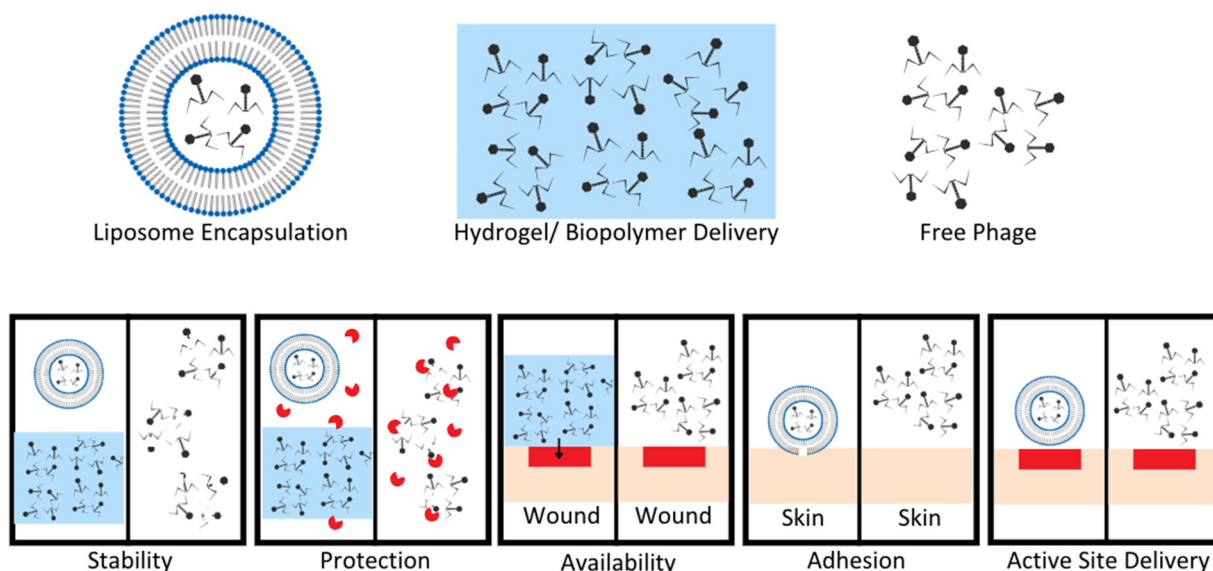 Liposome Encapsulation
Hydrogel/ Biopolymer Delivery
Free Phage
Wound
Wound
Skin
Skin
Stability
Protection
Availability
Adhesion
Active Site Delivery